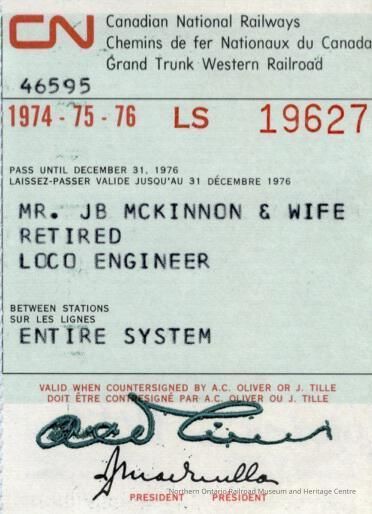 CN
Canadian National Railways
Chemins de fer Nationaux du Canada
Grand Trunk Western Railroad
46595
1974 - 75 - 76 LS 19627
PASS UNTIL DECEMBER 31, 1976
LAISSEZ-PASSER VALIDE JUSQU'AU 31 DÉCEMBRE 1976
MR. JB MCKINNON & WIFE
RETIRED
LOCO ENGINEER
BETWEEN STATIONS
SUR LES LIGNES
ENTIRE SYSTEM
VALID WHEN COUNTERSIGNED BY A.C. OLIVER OR J. TILLE
DOIT ÊTRE CONTRESIGNÉ PAR A.C. OLIVER OU J. TILLE
PRESIDENT PRÉSIDENT
Northern Ontario Railroad Museum and Heritage Centre